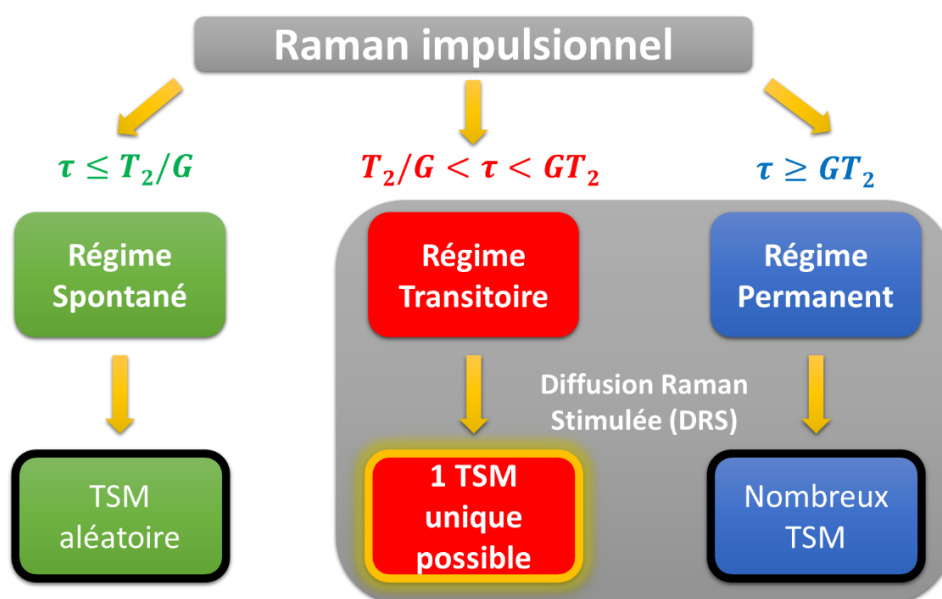 Raman impulsionnel
τ ≤ T₂/G
T₂/G < τ < GT₂
τ ≥ GT₂
Régime
Spontané
Régime
Transitoire
Régime
Permanent
Diffusion Raman
Stimulée (DRS)
TSM
aléatoire
1 TSM
unique
possible
Nombreux
TSM